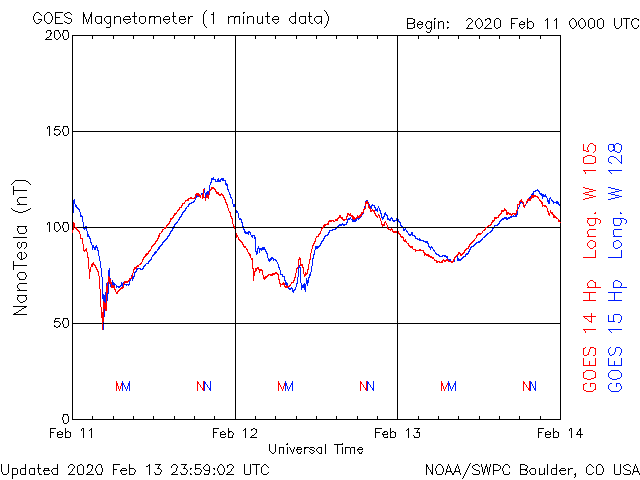 GOES Magnetometer (1 minute data)
Begin: 2020 Feb 11 0000 UTC
200
150
100
50
0
NanoTesla (nT)
M M N N M M N N M M N N
Feb 11 Feb 12 Feb 13 Feb 14
Universal Time
GOES 14 Hp Long. W 105
GOES 15 Hp Long. W 128
Updated 2020 Feb 13 23:59:02 UTC
NOAA/SWPC Boulder, CO USA